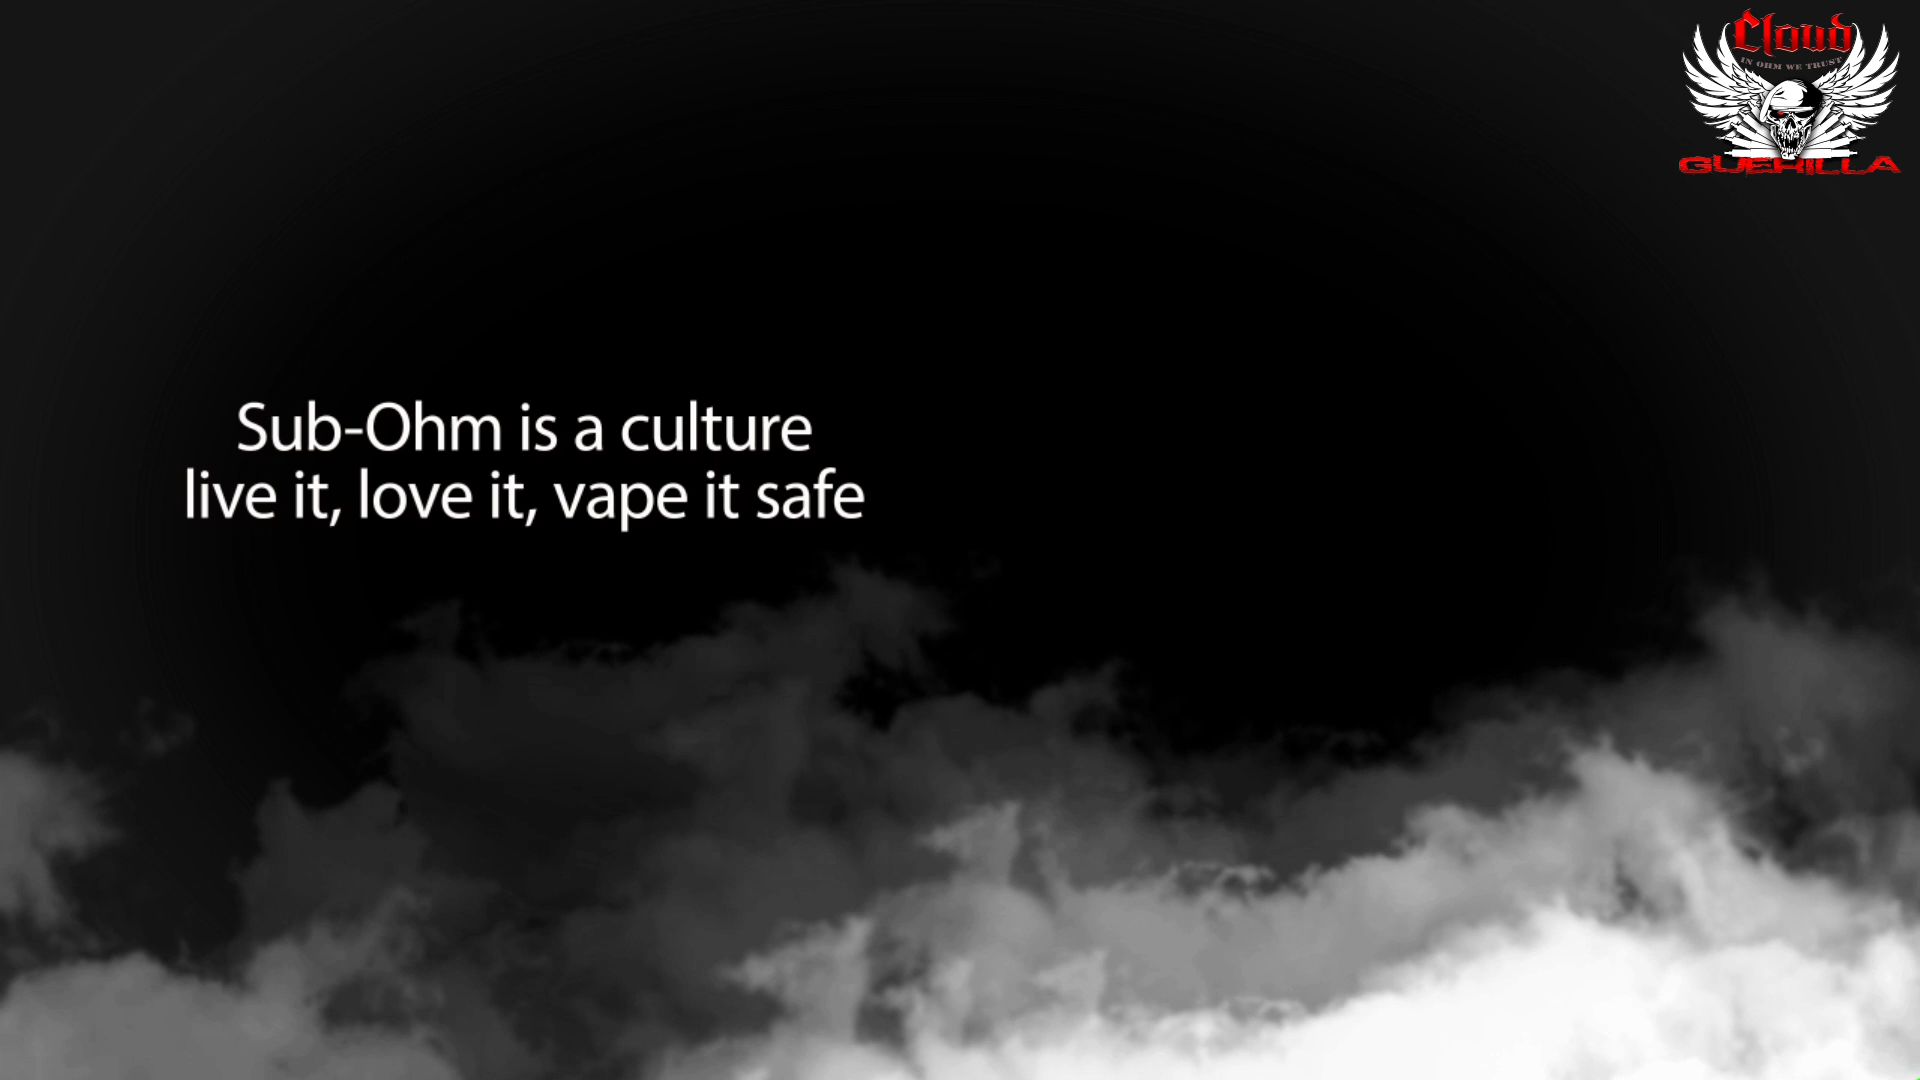 Cloud
IN OHM WE TRUST
GUERILLA
Sub-Ohm is a culture
live it, love it, vape it safe